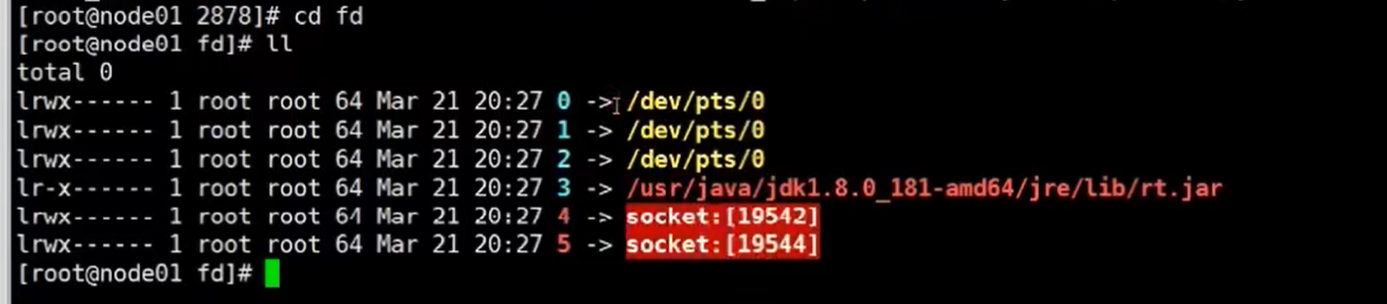 [root@node01 2878]# cd fd
[root@node01 fd]# ll
total 0
lrwx------ 1 root root 64 Mar 21 20:27 0 -> /dev/pts/0
lrwx------ 1 root root 64 Mar 21 20:27 1 -> /dev/pts/0
lrwx------ 1 root root 64 Mar 21 20:27 2 -> /dev/pts/0
lr-x------ 1 root root 64 Mar 21 20:27 3 -> /usr/java/jdk1.8.0_181-amd64/jre/lib/rt.jar
lrwx------ 1 root root 64 Mar 21 20:27 4 -> socket:[19542]
lrwx------ 1 root root 64 Mar 21 20:27 5 -> socket:[19544]
[root@node01 fd]#